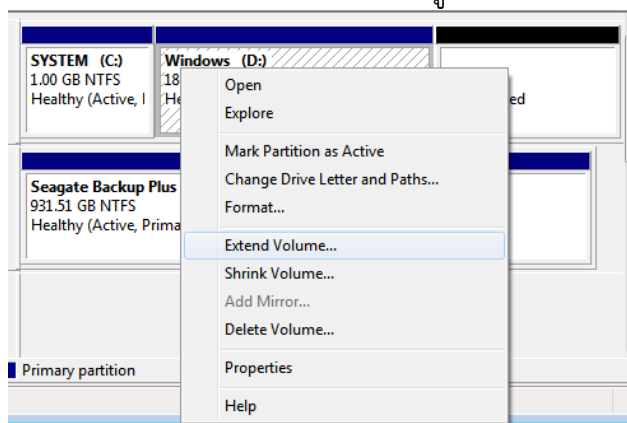 SYSTEM (C:)
1.00 GB NTFS
Healthy (Active, I
Windows (D:)
18
He
ed
Open
Explore
Mark Partition as Active
Change Drive Letter and Paths...
Format...
Extend Volume...
Shrink Volume...
Add Mirror...
Delete Volume...
Properties
Help
Seagate Backup Plus
931.51 GB NTFS
Healthy (Active, Prima
Primary partition